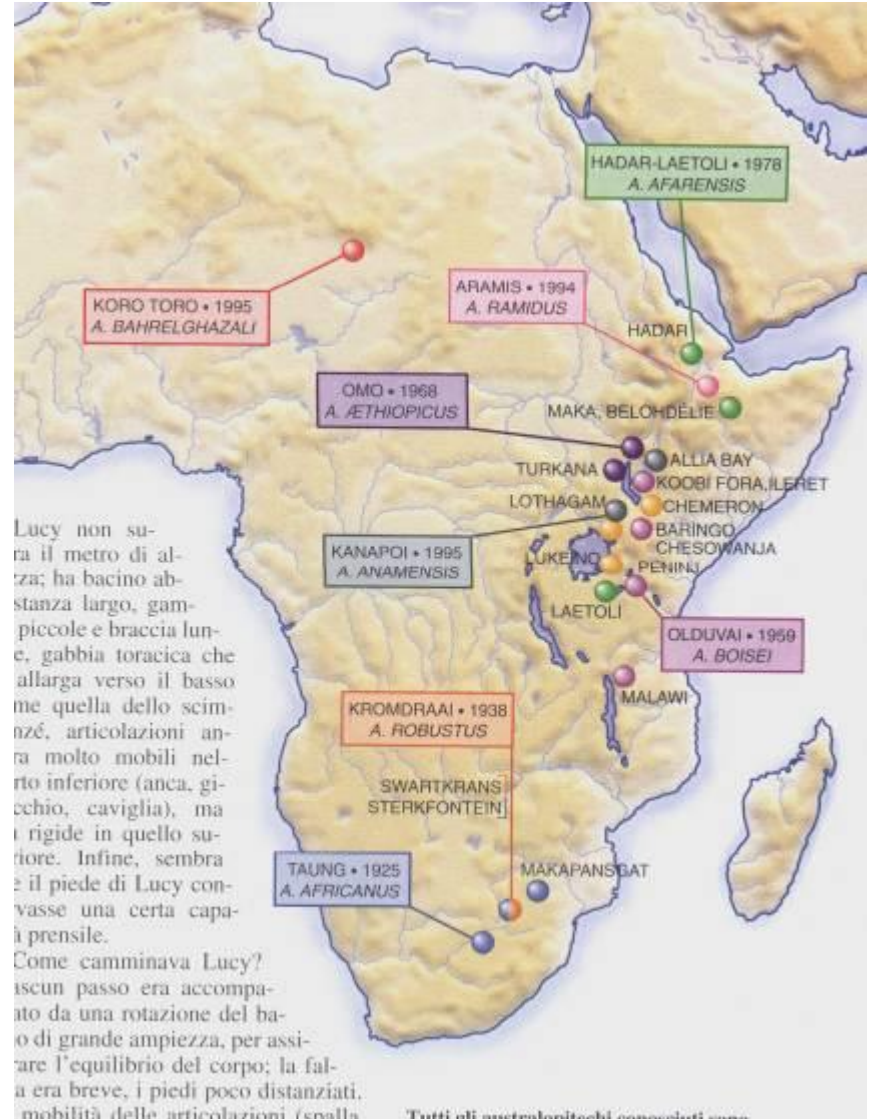 HADAR-LAETOLI • 1978
A. AFARENSIS
KORO TORO • 1995
A. BAHRELGHAZALI
ARAMIS • 1994
A. RAMIDUS
HADAR
OMO • 1968
A. ÆTHIOPICUS
MAKA, BELOHDELIE
TURKANA
ALLIA BAY
KOOBI FORA, ILERET
LOTHAGAM
CHEMERON
BARINGO
CHESOWANJA
KANAPOI • 1995
A. ANAMENSIS
LUKEINO
PENINJ
LAETOLI
OLDUVAI • 1959
A. BOISEI
MALAWI
KROMDRAAI • 1938
A. ROBUSTUS
SWARTKRANS
STERKFONTEIN
TAUNG • 1925
A. AFRICANUS
MAKAPANSGAT
Lucy non su-
ra il metro di al-
zza; ha bacino ab-
stanza largo, gam-
piccole e braccia lun-
e, gabbia toracica che
allarga verso il basso
me quella dello scim-
nzé, articolazioni an-
ra molto mobili nel-
rto inferiore (anca, gi-
cchio, caviglia), ma
rigide in quello su-
riore. Infine, sembra
e il piede di Lucy con-
vasse una certa capa-
à prensile.
Come camminava Lucy?
ascun passo era accompa-
ato da una rotazione del ba-
o di grande ampiezza, per assi-
rare l'equilibrio del corpo; la fal-
a era breve, i piedi poco distanziati.
mobilità delle articolazioni (spalla,
Tutti gli australopitechi conosciuti sono